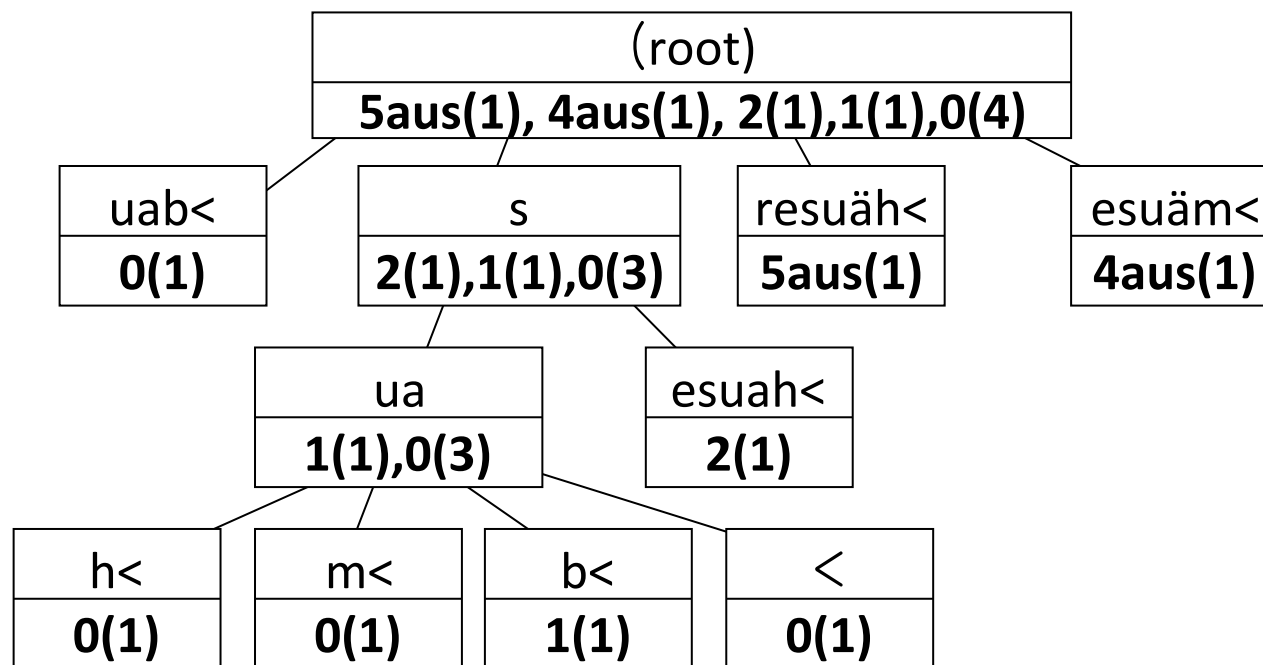 (root)
5aus(1), 4aus(1), 2(1),1(1),0(4)
uab<
0(1)
s
2(1),1(1),0(3)
resuäh<
5aus(1)
esuäm<
4aus(1)
ua
1(1),0(3)
esuah<
2(1)
h<
0(1)
m<
0(1)
b<
1(1)
<
0(1)